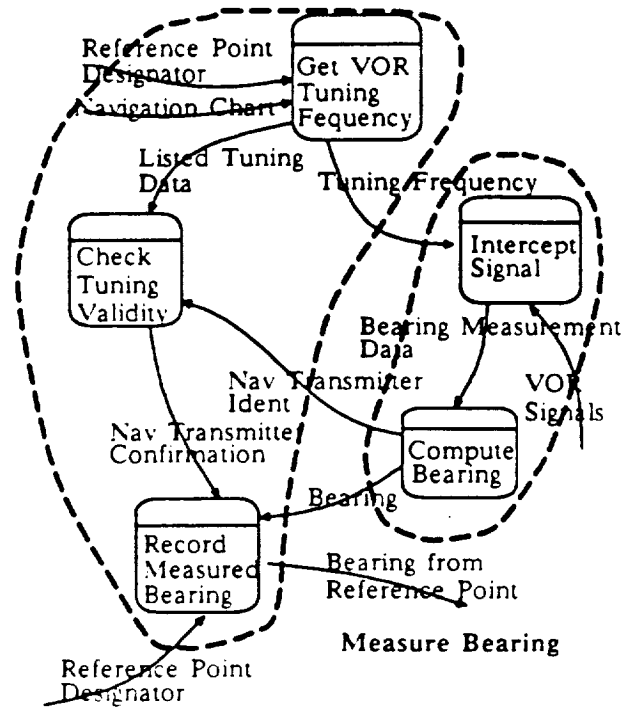 Reference Point
Designator
Navigation Chart
Get VOR
Tuning
Fequency
Listed Tuning
Data
Tuning Frequency
Check
Tuning
Validity
Intercept
Signal
Bearing Measurement
Data
VOR
Signals
Nav Transmitter
Ident
Nav Transmitte
Confirmation
Compute
Bearing
Bearing
Record
Measured
Bearing
Bearing from
Reference Point
Measure Bearing
Reference Point
Designator